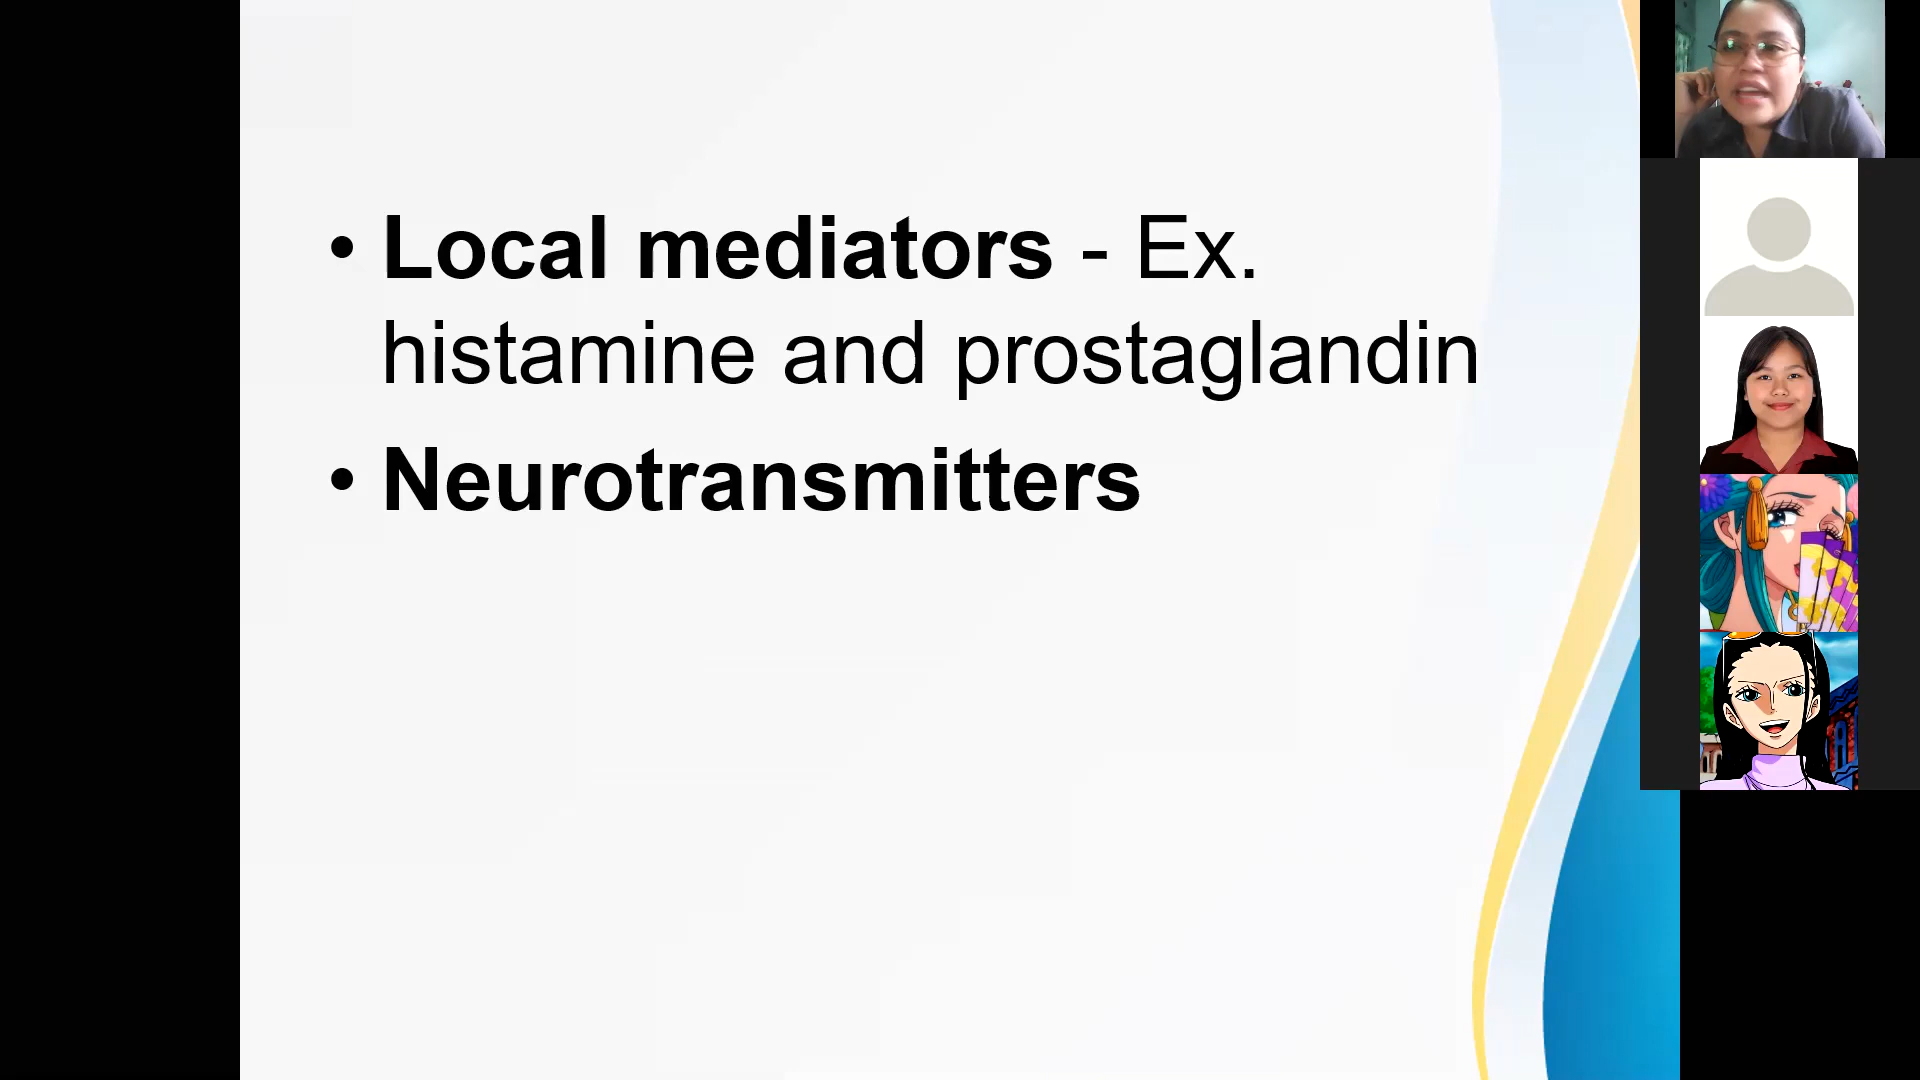 • Local mediators - Ex.
histamine and prostaglandin
• Neurotransmitters